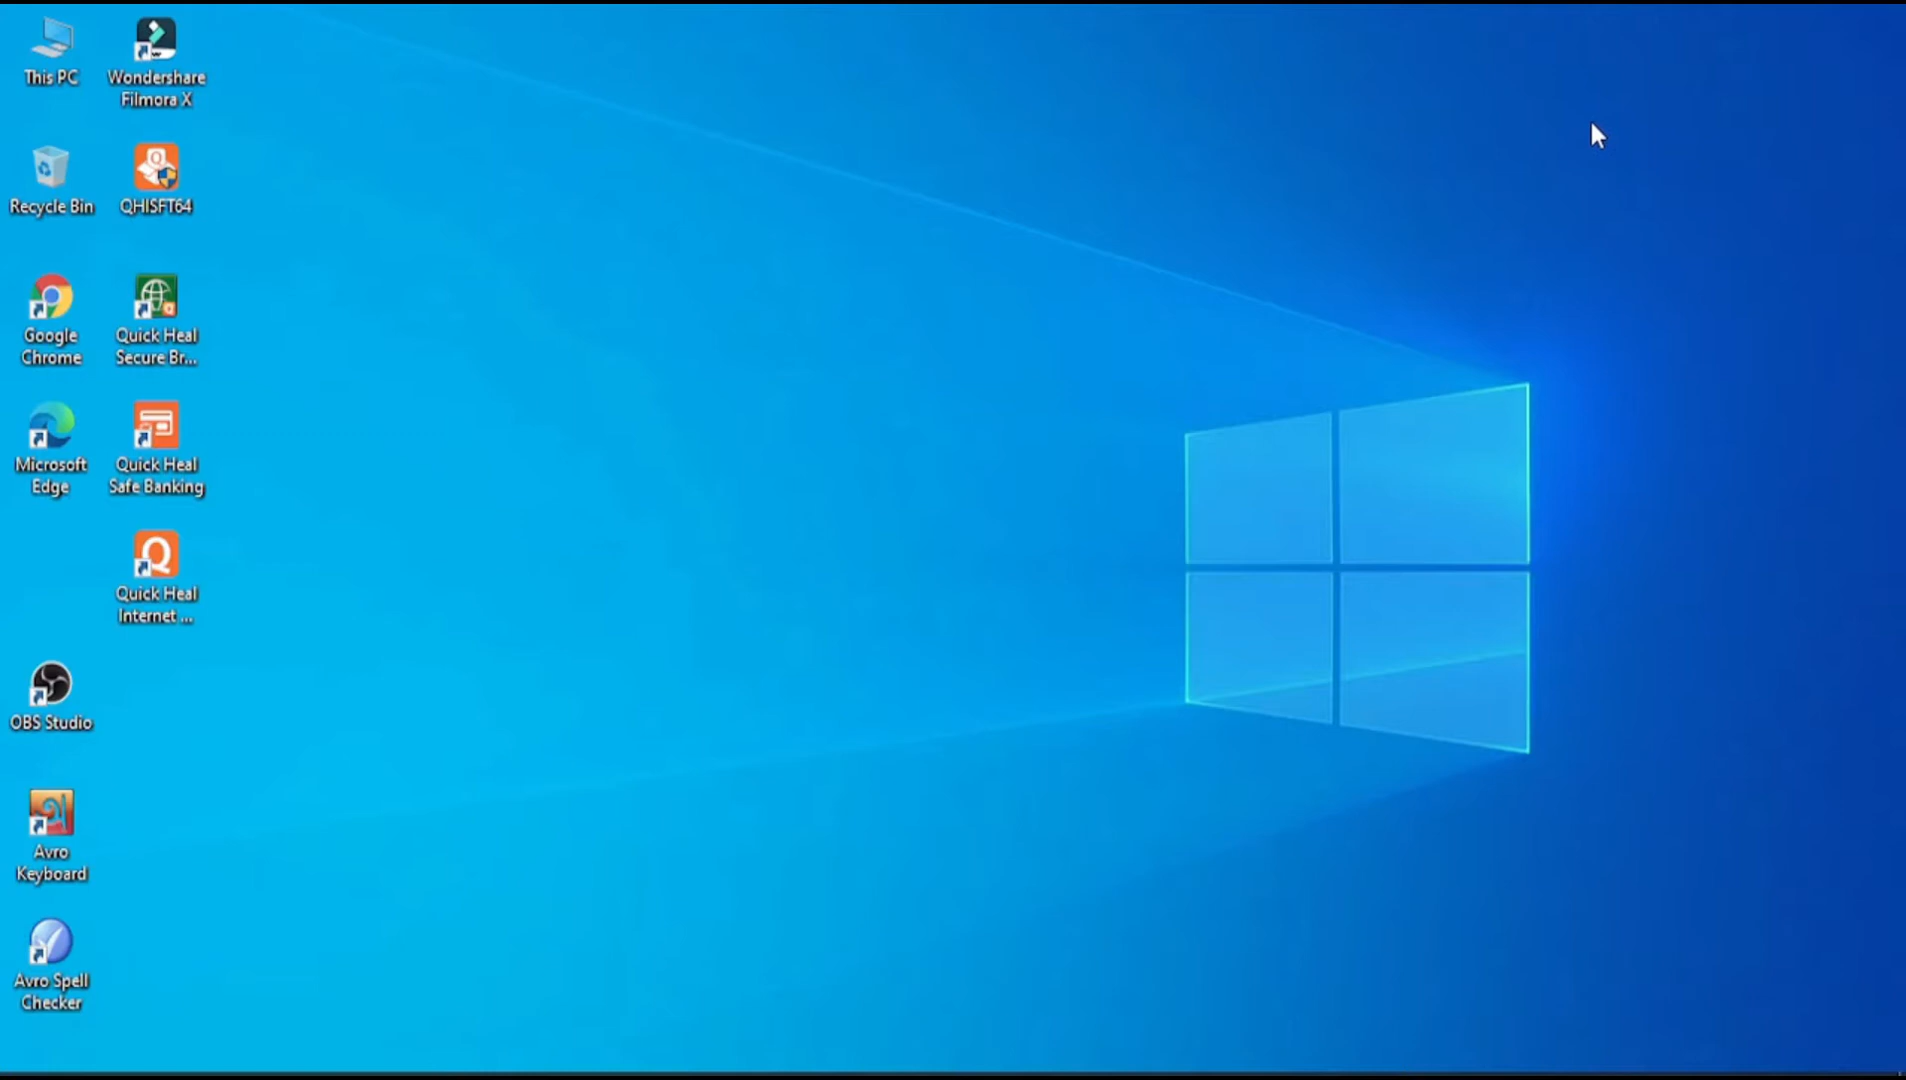 This PC
Wondershare
Filmora X
Recycle Bin
QHISFT64
Google
Chrome
Quick Heal
Secure Br...
Microsoft
Edge
Quick Heal
Safe Banking
Quick Heal
Internet ...
OBS Studio
Avro
Keyboard
Avro Spell
Checker